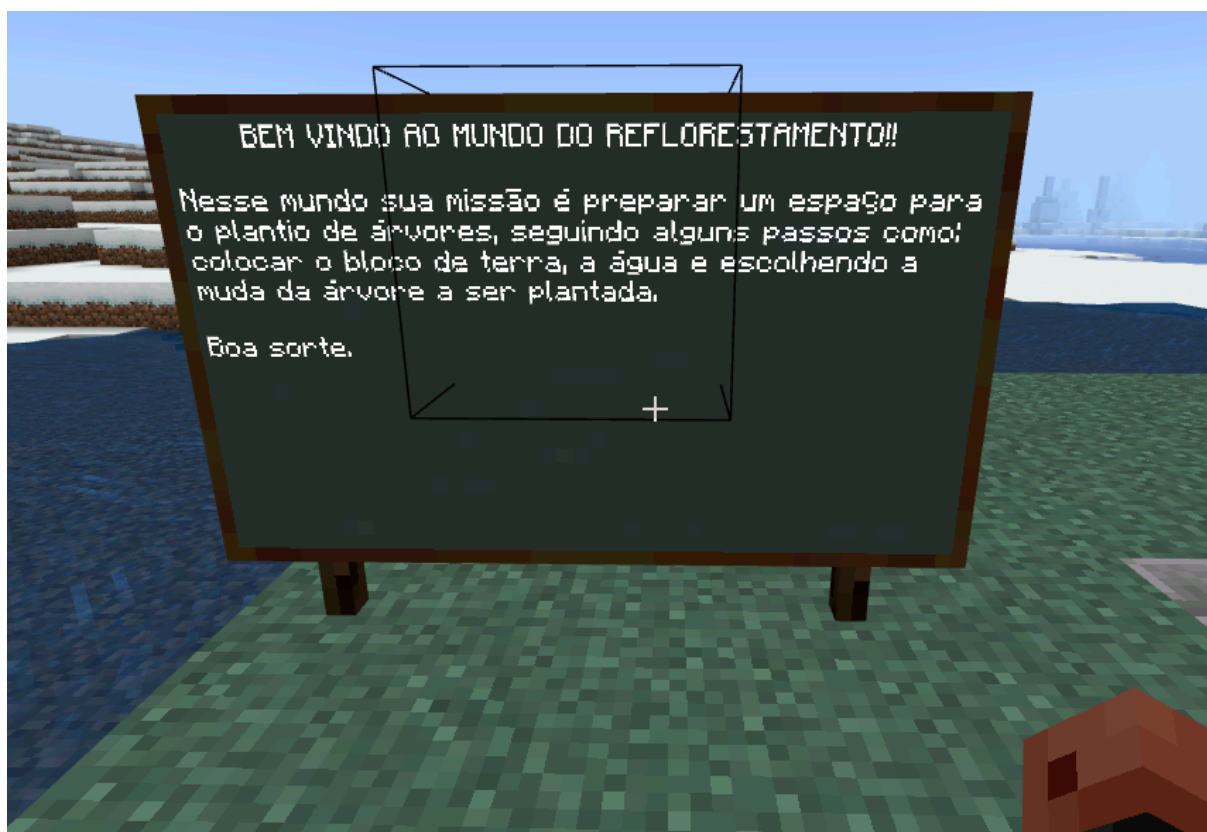 BEM VINDO AO MUNDO DO REFLORESTAMENTO!!
Nesse mundo sua missão é preparar um espaço para
o plantio de árvores, seguindo alguns passos como:
colocar o bloco de terra, a água e escolhendo a
muda da árvore a ser plantada.
Boa sorte.